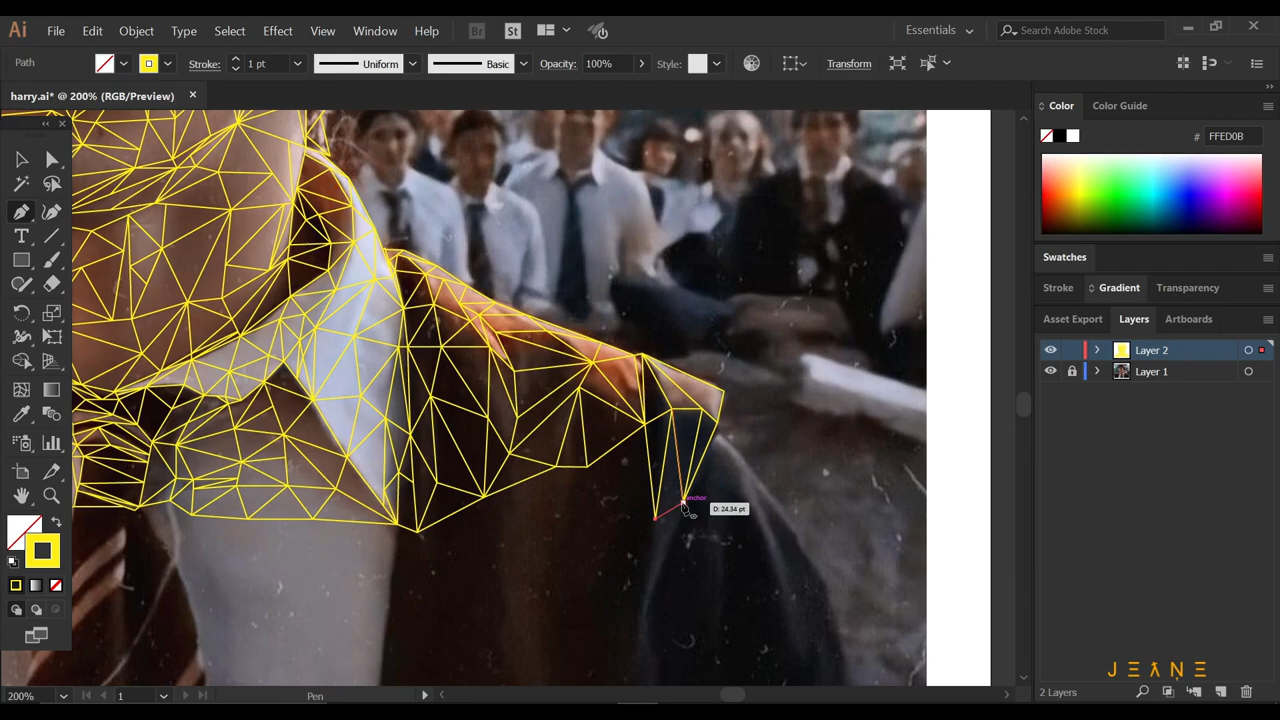 Ai File Edit Object Type Select Effect View Window Help Br St Essentials Search Adobe Stock
Path Stroke: 1 pt Uniform Basic Opacity: 100% Style: Transform
harry.ai* @ 200% (RGB/Preview)
Color Color Guide
# FFED0B
Swatches
Stroke Gradient Transparency
Asset Export Layers Artboards
Layer 2
Layer 1
anchor
D: 24.34 pt
JEANE
200% 1 Pen 2 Layers